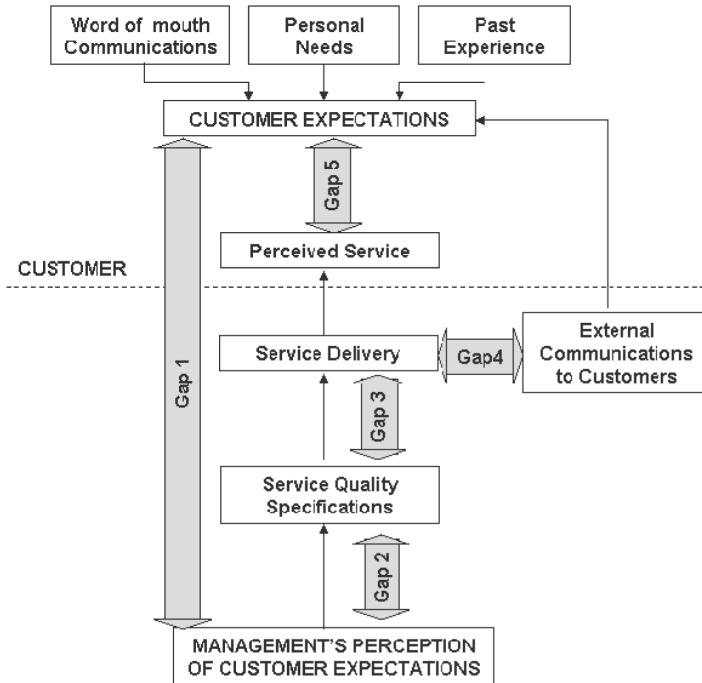 Word of mouth
Communications
Personal
Needs
Past
Experience
CUSTOMER EXPECTATIONS
Gap 5
Perceived Service
CUSTOMER
Gap 1
Service Delivery
Gap4
External
Communications
to Customers
Gap 3
Service Quality
Specifications
Gap 2
MANAGEMENT'S PERCEPTION
OF CUSTOMER EXPECTATIONS